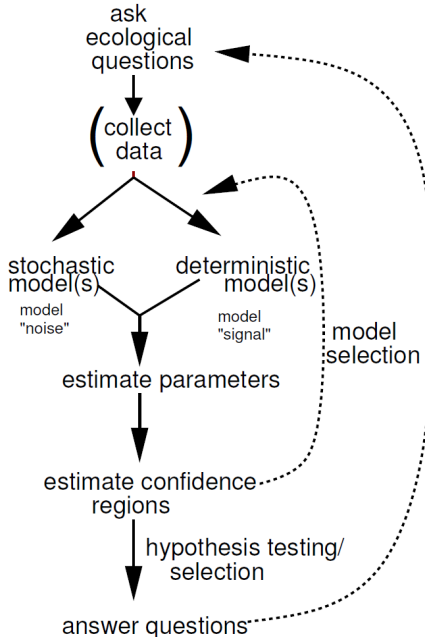 ask
ecological
questions
(collect
data)
stochastic
model(s)
deterministic
model(s)
model
"noise"
model
"signal"
model
selection
estimate parameters
estimate confidence
regions
hypothesis testing/
selection
answer questions